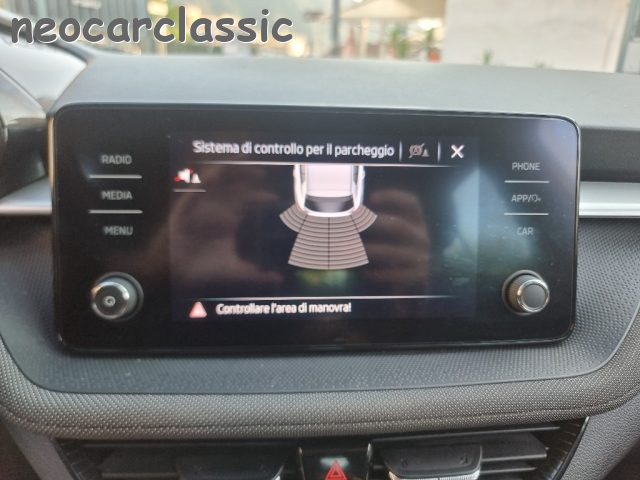 neocarclassic
Sistema di controllo per il parcheggio
RADIO
MEDIA
MENU
PHONE
APP/
CAR
Controllare l'area di manovra!